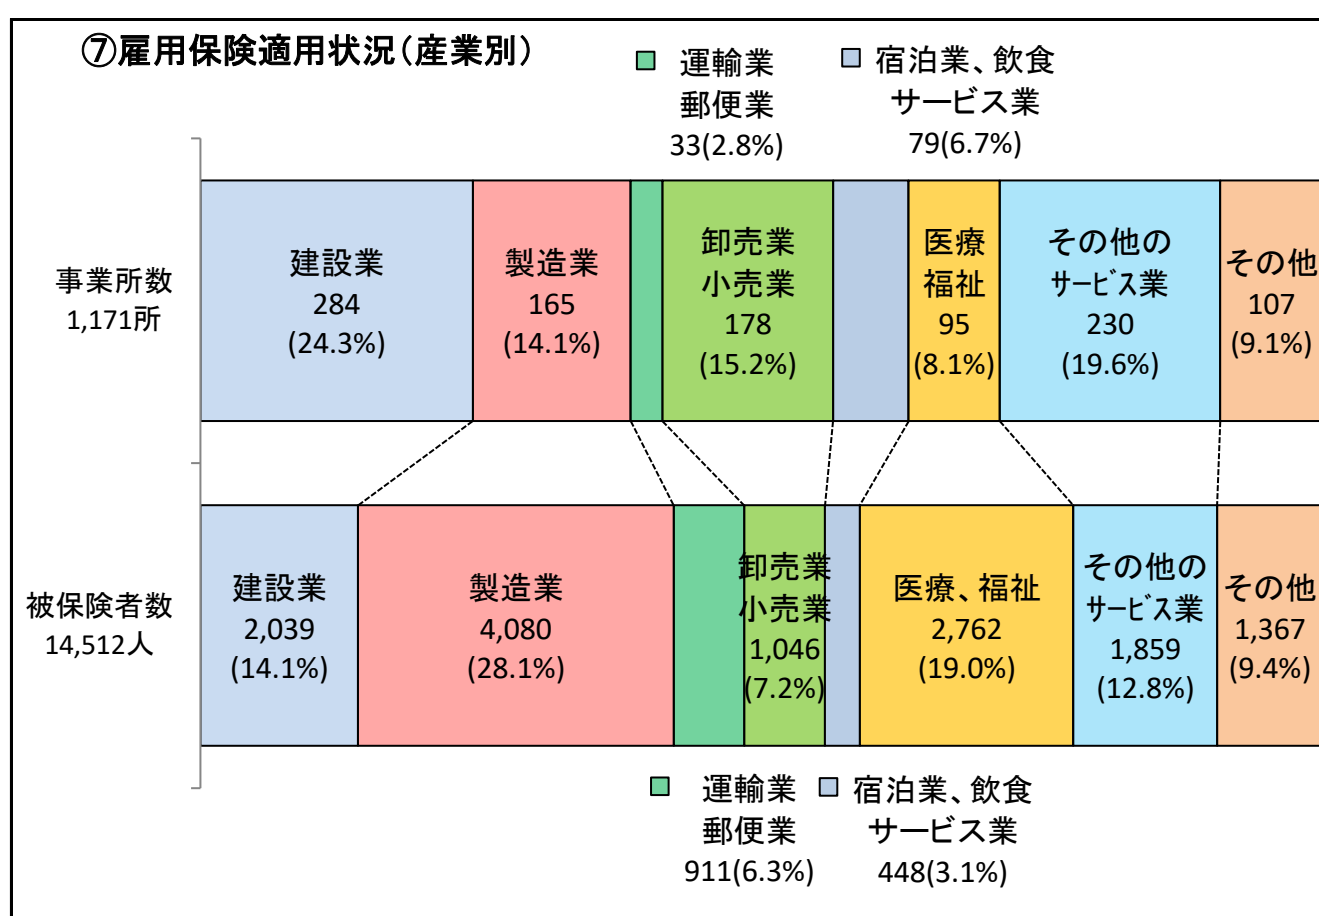 ⑦雇用保険適用状況(産業別)
運輸業
郵便業
33(2.8%)
宿泊業、飲食
サービス業
79(6.7%)
事業所数
1,171所
建設業
284
(24.3%)
製造業
165
(14.1%)
卸売業
小売業
178
(15.2%)
医療
福祉
95
(8.1%)
その他の
ｻｰﾋﾞｽ業
230
(19.6%)
その他
107
(9.1%)
被保険者数
14,512人
建設業
2,039
(14.1%)
製造業
4,080
(28.1%)
卸売業
小売業
1,046
(7.2%)
医療、福祉
2,762
(19.0%)
その他の
ｻｰﾋﾞｽ業
1,859
(12.8%)
その他
1,367
(9.4%)
運輸業
郵便業
911(6.3%)
宿泊業、飲食
サービス業
448(3.1%)